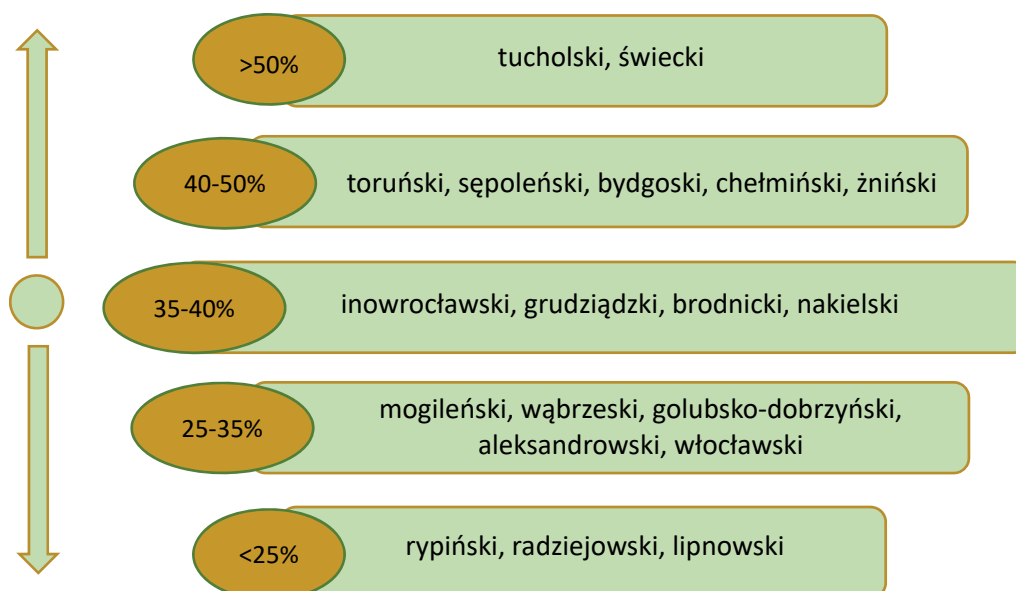 >50%
tucholski, świecki
40-50%
toruński, sępoleński, bydgoski, chełmiński, żniński
35-40%
inowrocławski, grudziądzki, brodnicki, nakielski
25-35%
mogileński, wąbrzeski, golubsko-dobrzyński,
aleksandrowski, włocławski
<25%
rypiński, radziejowski, lipnowski